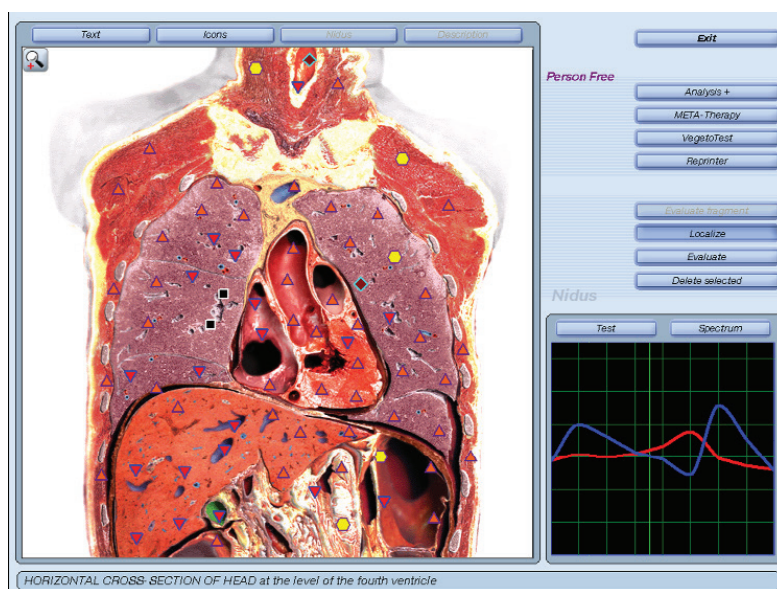 Text Icons Nidus Description
Exit
Person Free
Analysis +
META-Therapy
VegetoTest
Reprinter
Evaluate fragment
Localize
Evaluate
Delete selected
Nidus
Test Spectrum
HORIZONTAL CROSS-SECTION OF HEAD at the level of the fourth ventricle